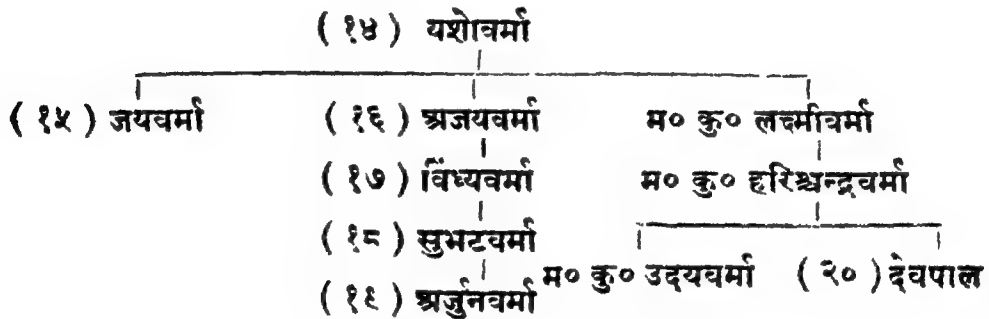 ( १४ ) यशोवर्मा
( १५ ) जयवर्मा ( १६ ) अजयवर्मा म० कु० लक्ष्मीवर्मा
( १७ ) विंध्यवर्मा म० कु० हरिश्चन्द्रवर्मा
( १८ ) सुभटवर्मा
म० कु० उदयवर्मा ( २० ) देवपाल
( १९ ) अर्जुनवर्मा